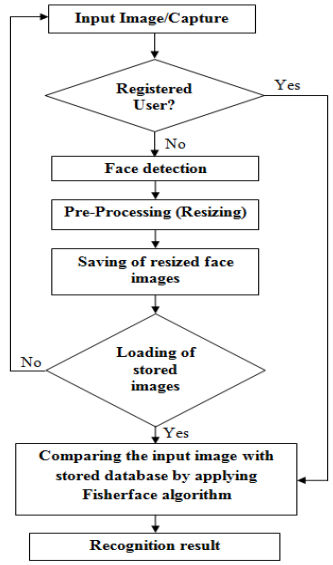 Input Image/Capture
Registered
User?
Yes
No
Face detection
Pre-Processing (Resizing)
Saving of resized face
images
Loading of
stored
images
No
Yes
Comparing the input image with
stored database by applying
Fisherface algorithm
Recognition result